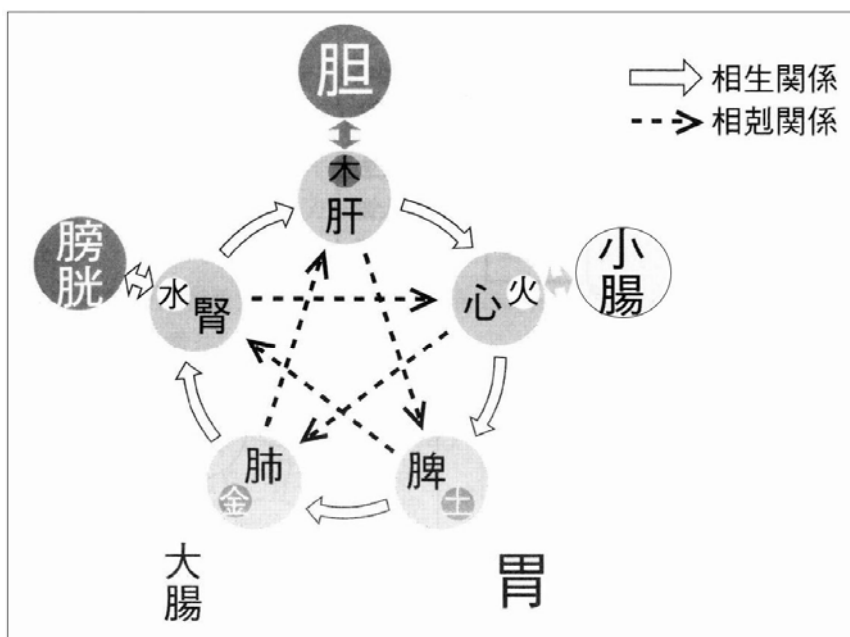 胆
相生関係
相剋関係
木
肝
膀
胱
水
腎
心
火
小
腸
肺
金
脾
土
大
腸
胃